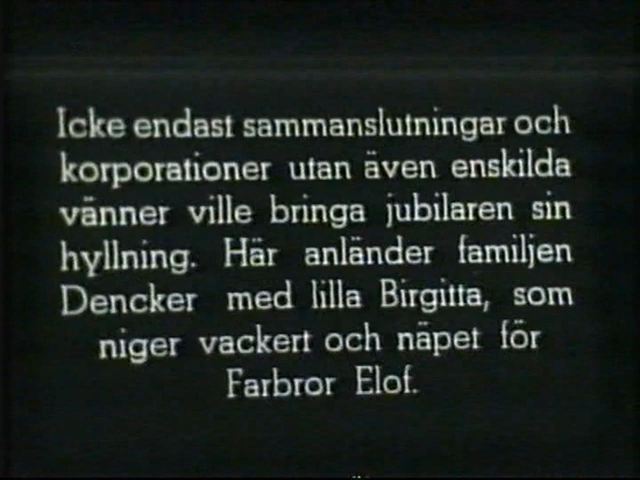 Icke endast sammanslutningar och
korporationer utan även enskilda
vänner ville bringa jubilaren sin
hyllning. Här anländer familjen
Dencker med lilla Birgitta, som
niger vackert och näpet för
Farbror Elof.